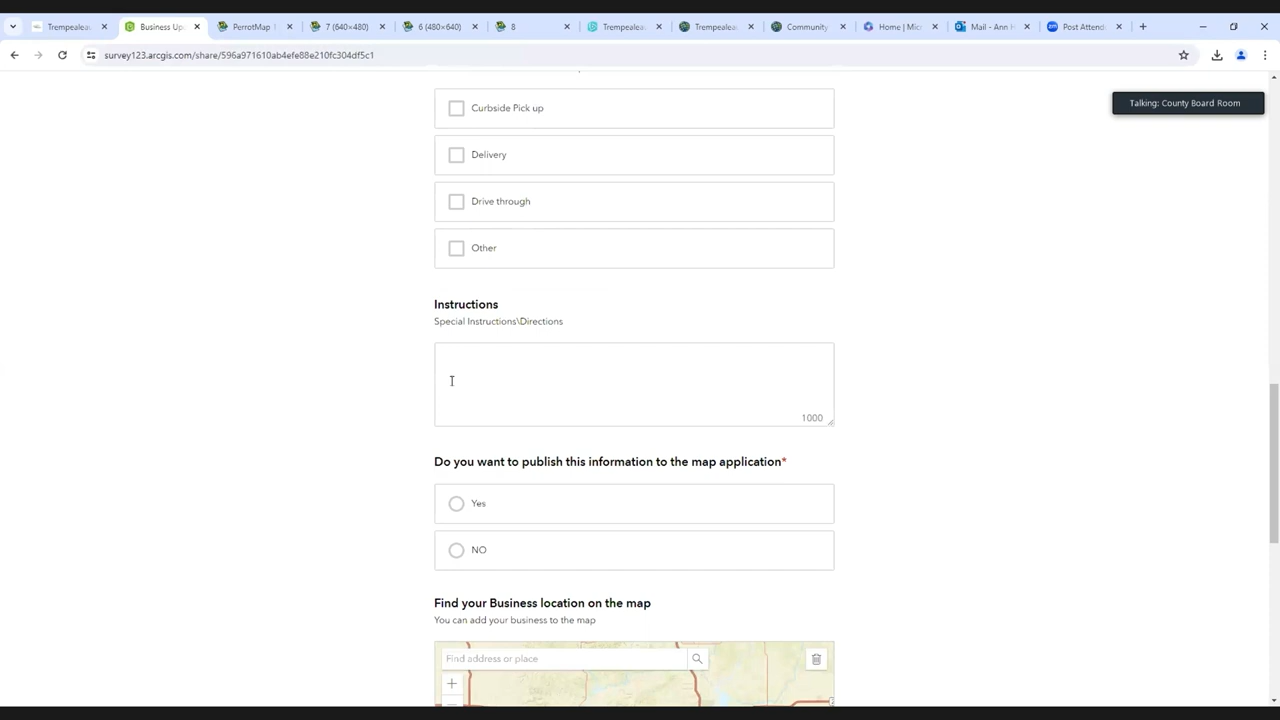 Trempealea
Business Up
PerrotMap
7 (640×480)
6 (480×640)
8
Trempealea
Trempealea
Community
Home | Micr
Mail - Ann H
Post Attend
survey123.arcgis.com/share/596a971610ab4efe88e210fc304df5c1
Talking: County Board Room
Curbside Pick up
Delivery
Drive through
Other
Instructions
Special Instructions\Directions
1000
Do you want to publish this information to the map application*
Yes
NO
Find your Business location on the map
You can add your business to the map
Find address or place